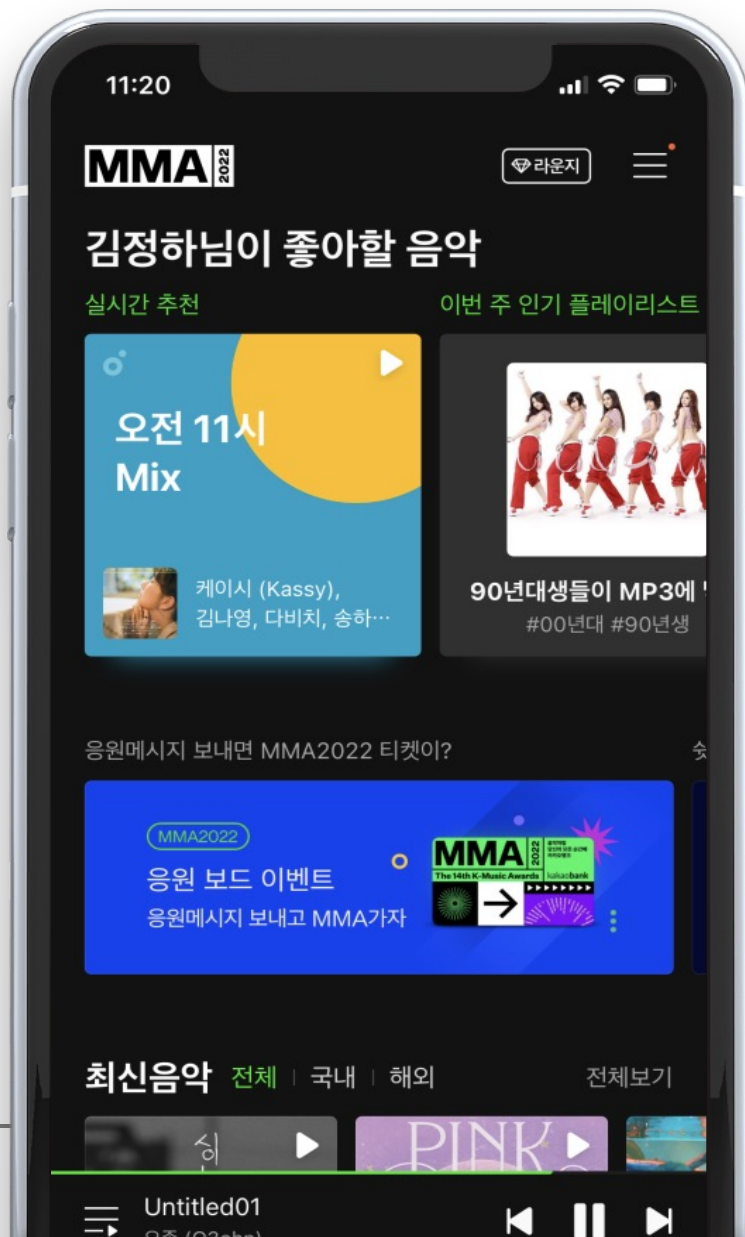 11:20
MMA 2022
라운지
김정하님이 좋아할 음악
실시간 추천
이번 주 인기 플레이리스트
오전 11시
Mix
케이시 (Kassy),
김나영, 다비치, 송하…
90년대생들이 MP3에
#00년대 #90년생
응원메시지 보내면 MMA2022 티켓이?
MMA2022
응원 보드 이벤트
응원메시지 보내고 MMA가자
MMA 2022
The 14th K-Music Awards
kakaobank
최신음악 전체 국내 해외 전체보기
PINK
Untitled01